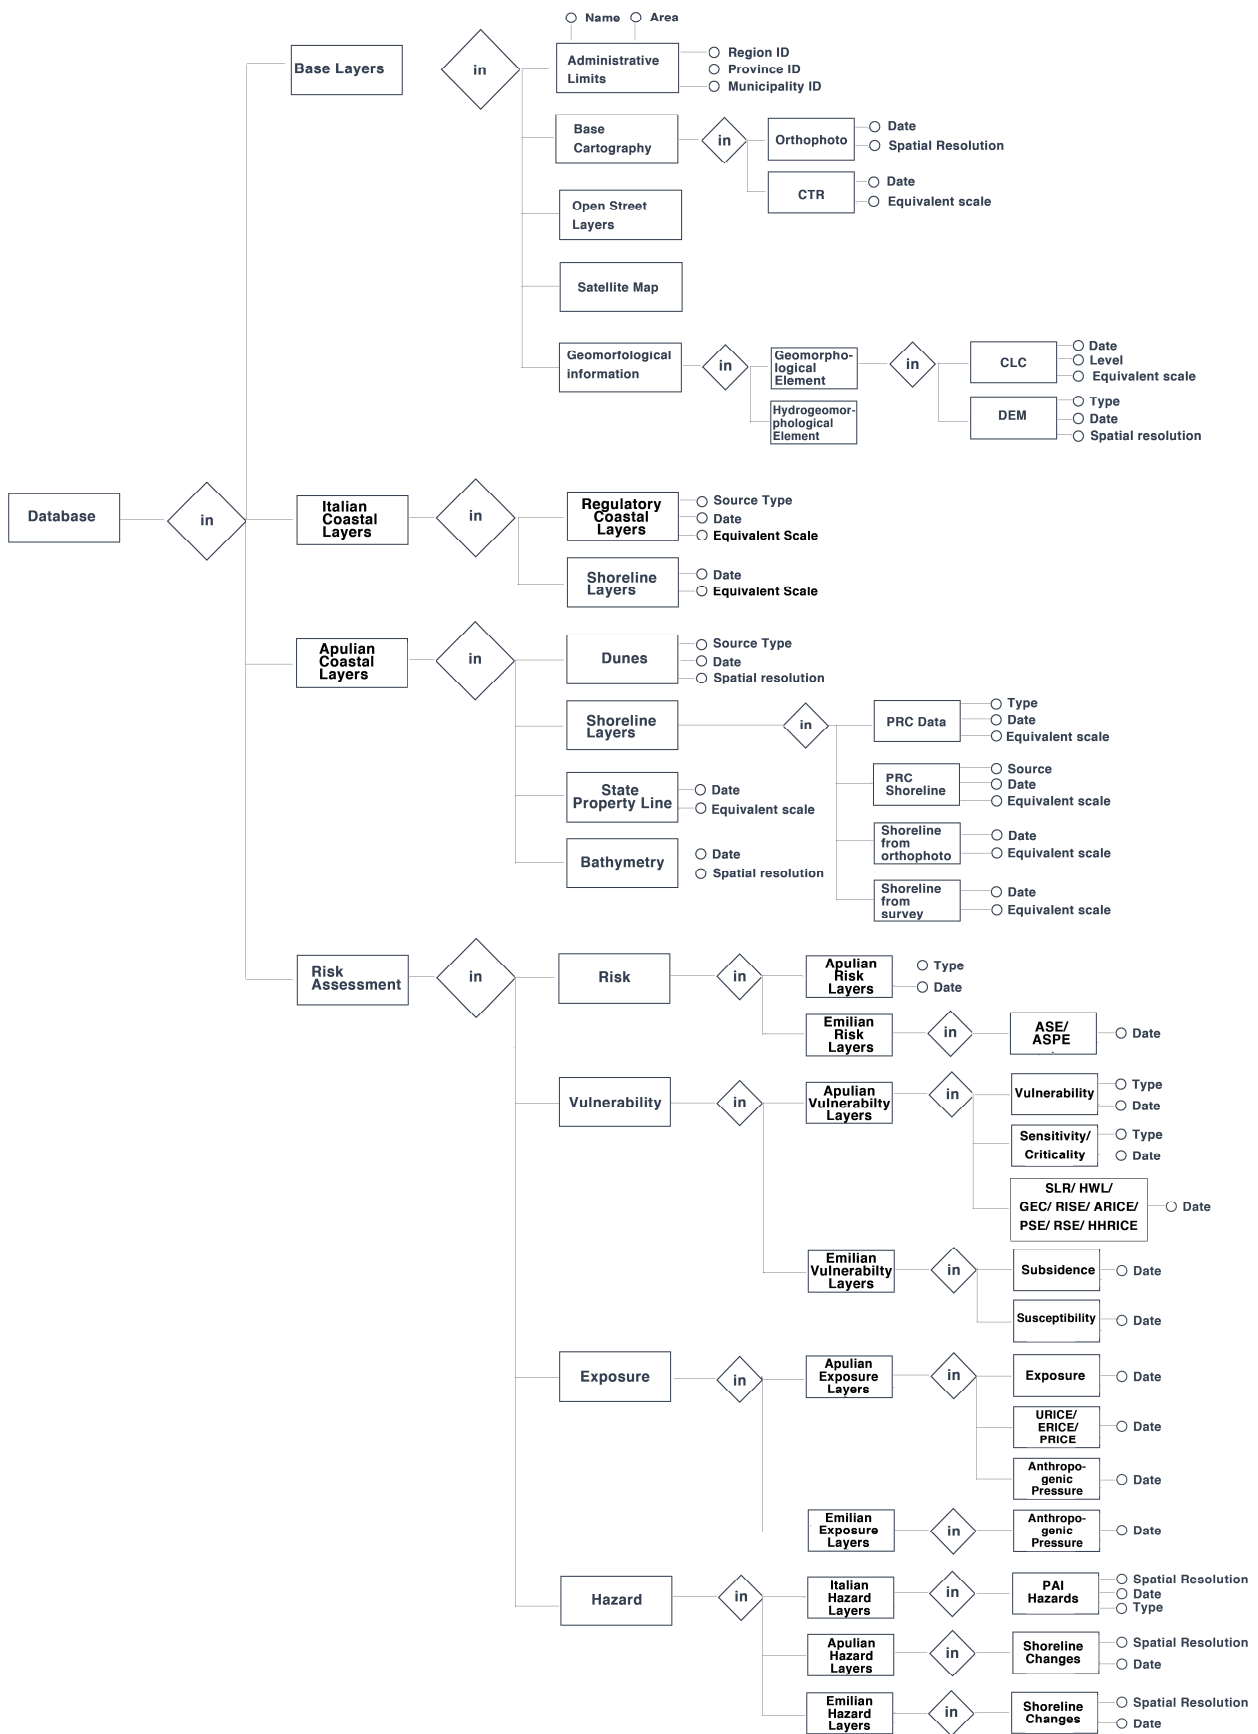 Name
Area
Base Layers
in
Administrative
Limits
Region ID
Province ID
Municipality ID
Base
Cartography
in
Orthophoto
Date
Spatial Resolution
CTR
Date
Equivalent scale
Open Street
Layers
Satellite Map
Geomorfological
information
in
Geomorpho-
logical
Element
in
CLC
Date
Level
Equivalent scale
Hydrogeomor-
phological
Element
DEM
Type
Date
Spatial resolution
Database
in
Italian
Coastal
Layers
in
Regulatory
Coastal
Layers
Source Type
Date
Equivalent Scale
Shoreline
Layers
Date
Equivalent Scale
Apulian
Coastal
Layers
in
Dunes
Source Type
Date
Spatial resolution
Shoreline
Layers
in
PRC Data
Type
Date
Equivalent scale
PRC
Shoreline
Source
Date
Equivalent scale
State
Property Line
Date
Equivalent scale
Shoreline
from
orthophoto
Date
Equivalent scale
Bathymetry
Date
Spatial resolution
Shoreline
from
survey
Date
Equivalent scale
Risk
Assessment
in
Risk
in
Apulian
Risk
Layers
Type
Date
Emilian
Risk
Layers
in
ASE/
ASPE
Date
Vulnerability
in
Apulian
Vulnerabilty
Layers
in
Vulnerability
Type
Date
Sensitivity/
Criticality
Type
Date
SLR/ HWL/
GEC/ RISE/ ARICE/
PSE/ RSE/ HHRICE
Date
Emilian
Vulnerabilty
Layers
in
Subsidence
Date
Susceptibility
Date
Exposure
in
Apulian
Exposure
Layers
in
Exposure
Date
URICE/
ERICE/
PRICE
Date
Anthropo-
genic
Pressure
Date
Emilian
Exposure
Layers
in
Anthropo-
genic
Pressure
Date
Hazard
in
Italian
Hazard
Layers
in
PAI
Hazards
Spatial Resolution
Date
Type
Apulian
Hazard
Layers
in
Shoreline
Changes
Spatial Resolution
Date
Emilian
Hazard
Layers
in
Shoreline
Changes
Spatial Resolution
Date